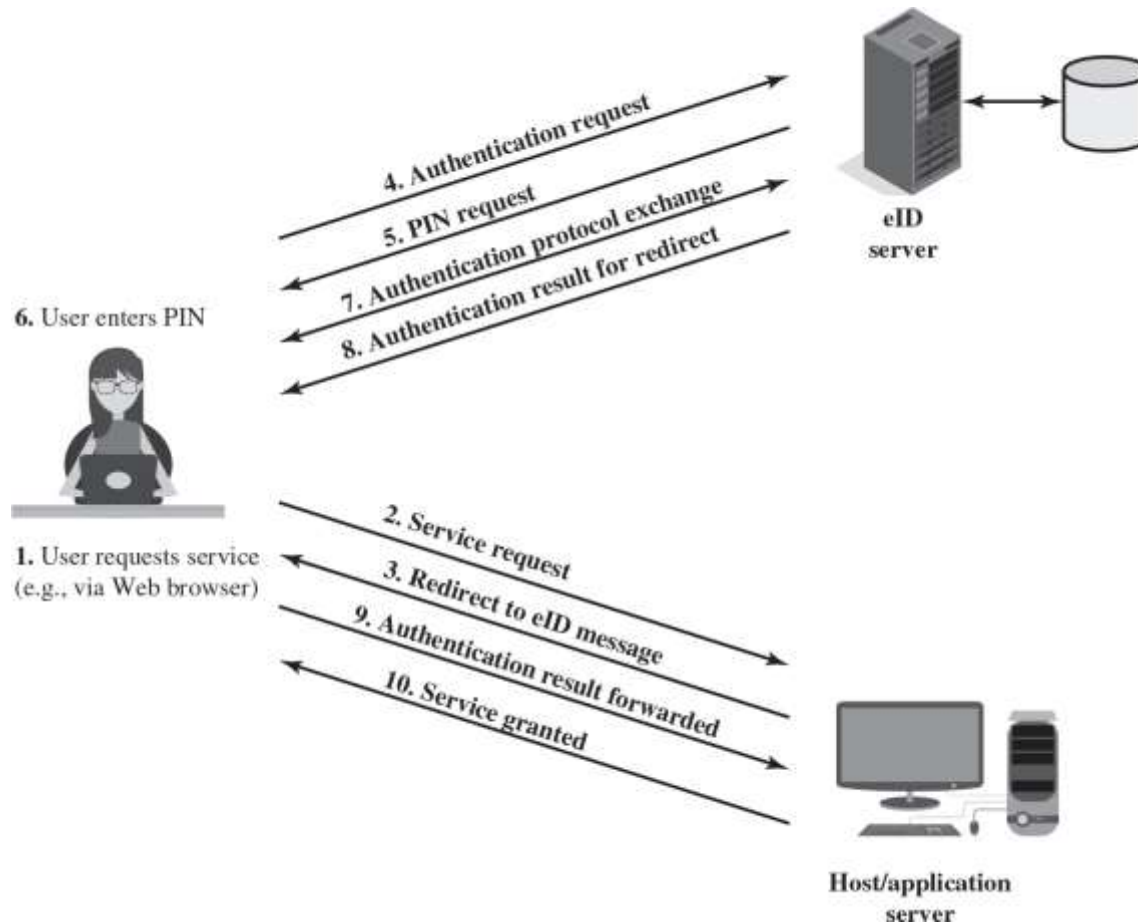 4. Authentication request
5. PIN request
7. Authentication protocol exchange
8. Authentication result for redirect
eID
server
6. User enters PIN
1. User requests service
(e.g., via Web browser)
2. Service request
3. Redirect to eID message
9. Authentication result forwarded
10. Service granted
Host/application
server